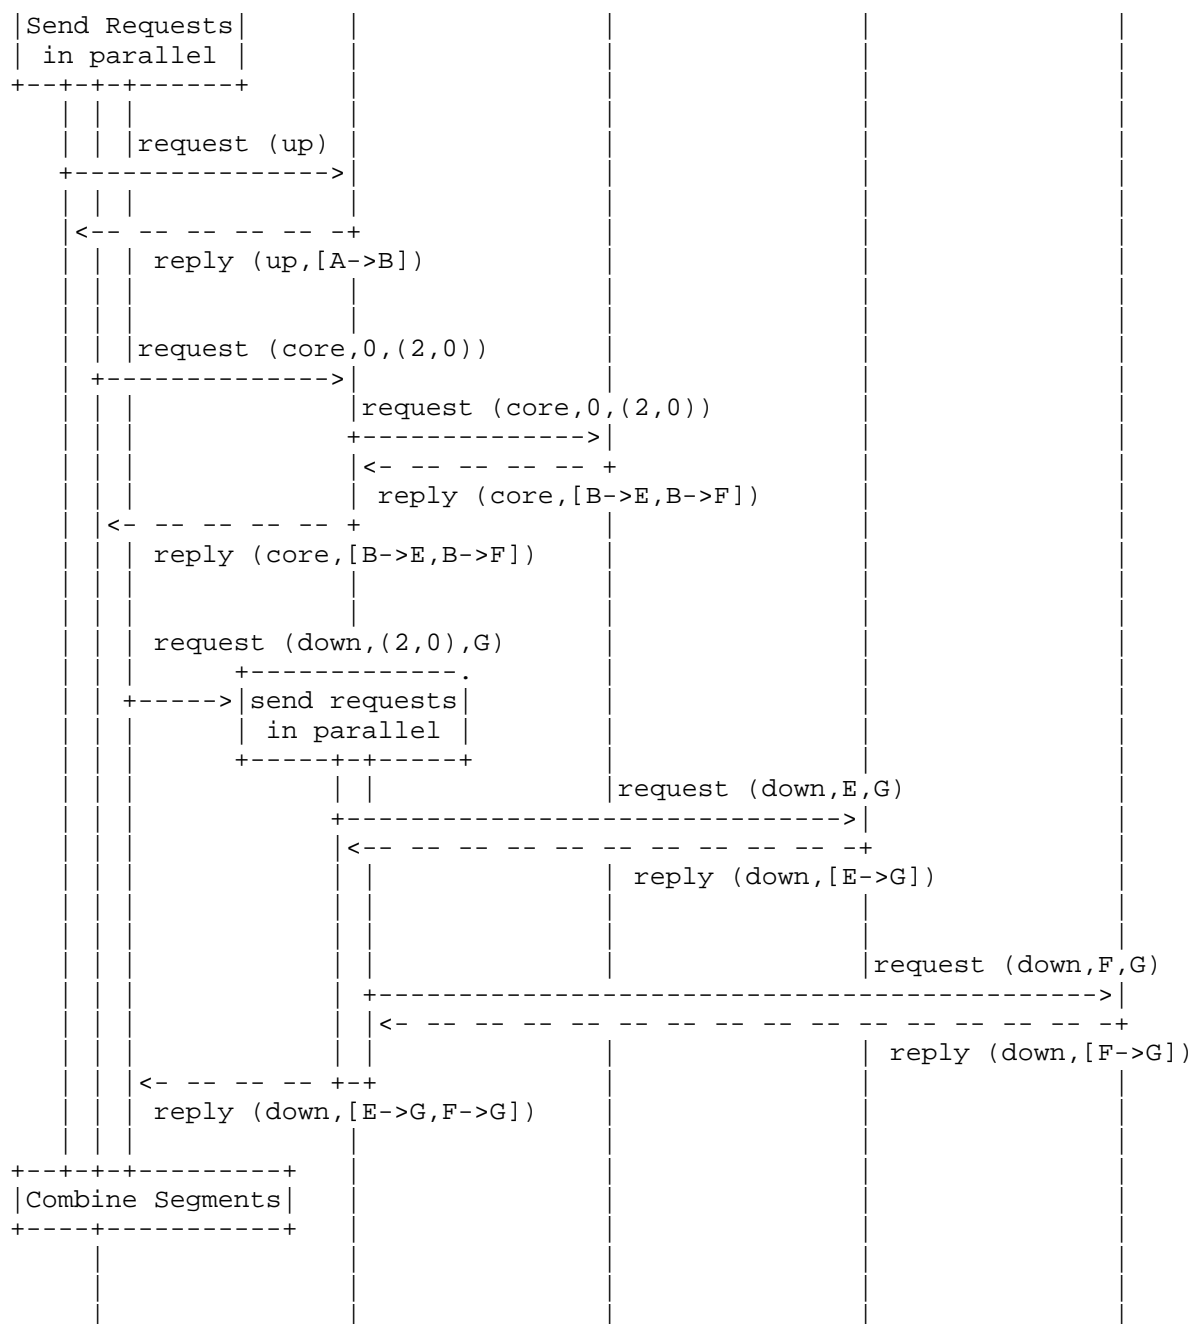 Send Requests
in parallel
request (up)
reply (up,[A->B])
request (core,0,(2,0))
request (core,0,(2,0))
reply (core,[B->E,B->F])
reply (core,[B->E,B->F])
request (down,(2,0),G)
send requests
in parallel
request (down,E,G)
reply (down,[E->G])
request (down,F,G)
reply (down,[F->G])
reply (down,[E->G,F->G])
Combine Segments